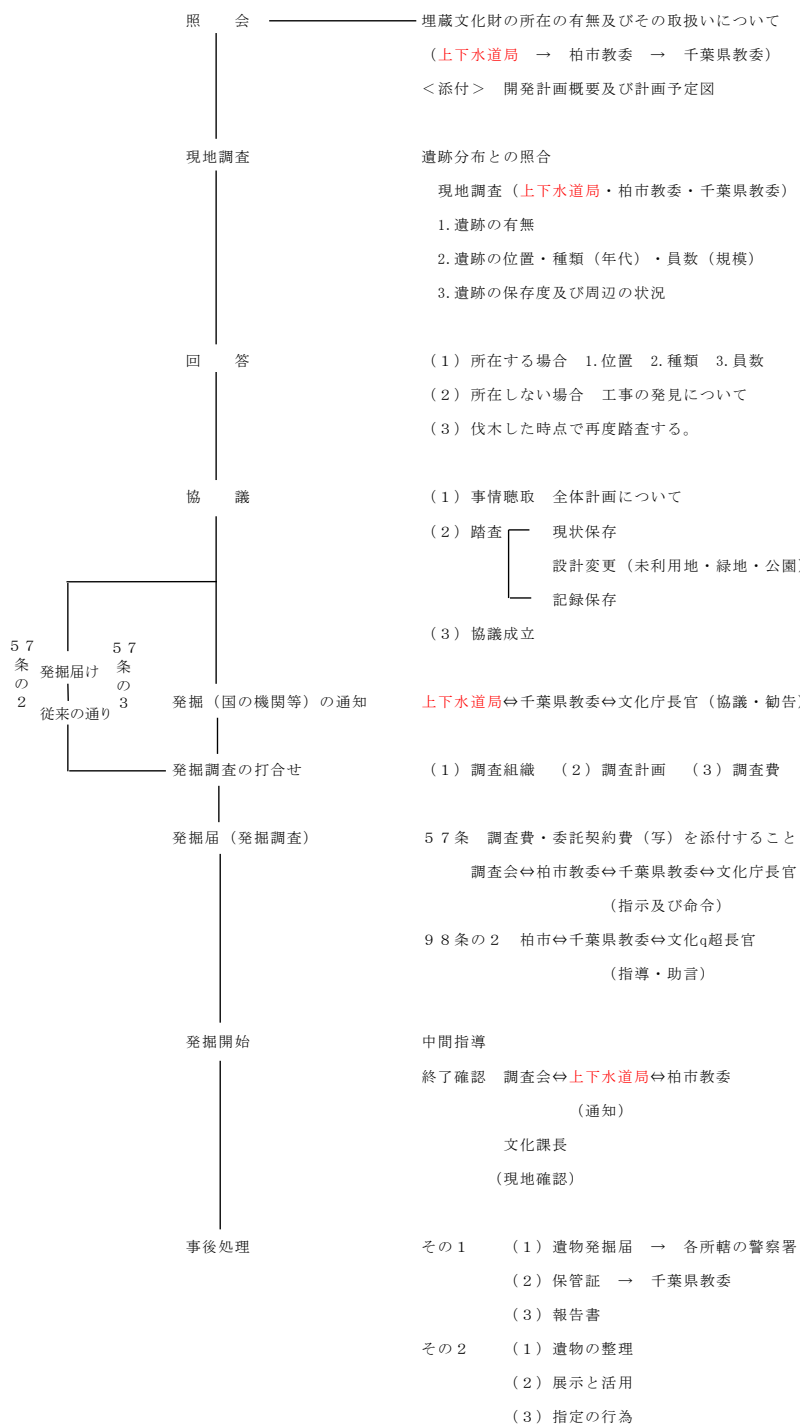 照　会　埋蔵文化財の所在の有無及びその取扱いについて
（上下水道局　→　柏市教委　→　千葉県教委）
＜添付＞　開発計画概要及び計画予定図
現地調査　遺跡分布との照合
現地調査（上下水道局・柏市教委・千葉県教委）
1.遺跡の有無
2.遺跡の位置・種類（年代）・員数（規模）
3.遺跡の保存度及び周辺の状況
回　答　（１）所在する場合　1.位置　2.種類　3.員数
（２）所在しない場合　工事の発見について
（３）伐木した時点で再度踏査する。
協　議　（１）事情聴取　全体計画について
（２）踏査　現状保存
設計変更（未利用地・緑地・公園）
記録保存
（３）協議成立
５７条の２
発掘届け
従来の通り
５７条の３
発掘（国の機関等）の通知　上下水道局⇔千葉県教委⇔文化庁長官（協議・勧告）
発掘調査の打合せ　（１）調査組織　（２）調査計画　（３）調査費
発掘届（発掘調査）　５７条　調査費・委託契約費（写）を添付すること
調査会⇔柏市教委⇔千葉県教委⇔文化庁長官
（指示及び命令）
９８条の２　柏市⇔千葉県教委⇔文化q超長官
（指導・助言）
発掘開始　中間指導
終了確認　調査会⇔上下水道局⇔柏市教委
（通知）
文化課長
（現地確認）
事後処理　その１　（１）遺物発掘届　→　各所轄の警察署
（２）保管証　→　千葉県教委
（３）報告書
その２　（１）遺物の整理
（２）展示と活用
（３）指定の行為